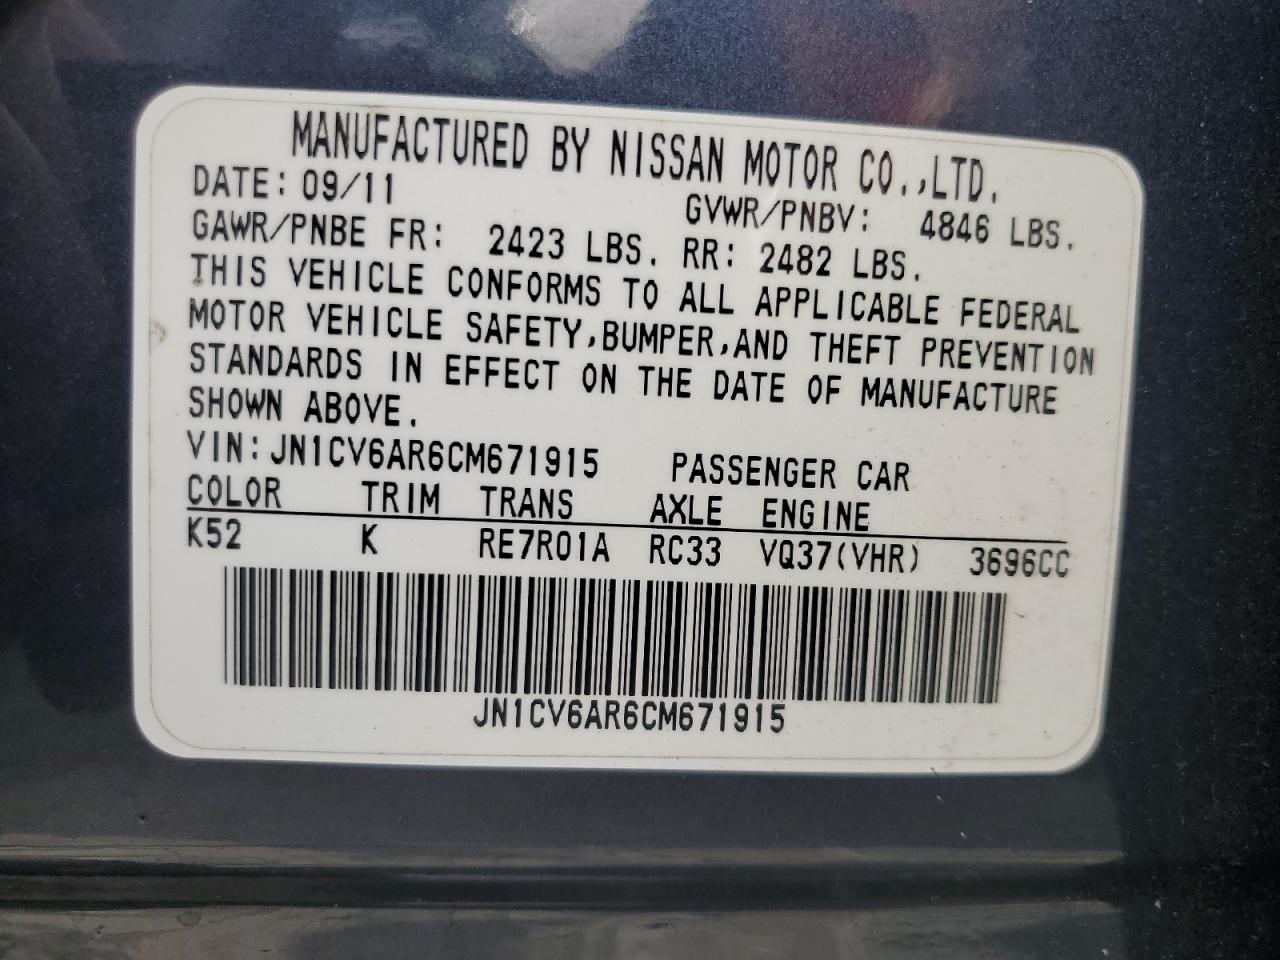 MANUFACTURED BY NISSAN MOTOR CO.,LTD.
DATE: 09/11 GVWR/PNBV: 4846 LBS.
GAWR/PNBE FR: 2423 LBS. RR: 2482 LBS.
THIS VEHICLE CONFORMS TO ALL APPLICABLE FEDERAL
MOTOR VEHICLE SAFETY,BUMPER,AND THEFT PREVENTION
STANDARDS IN EFFECT ON THE DATE OF MANUFACTURE
SHOWN ABOVE.
VIN:JN1CV6AR6CM671915 PASSENGER CAR
COLOR TRIM TRANS AXLE ENGINE
K52 K RE7R01A RC33 VQ37(VHR) 3696CC
JN1CV6AR6CM671915